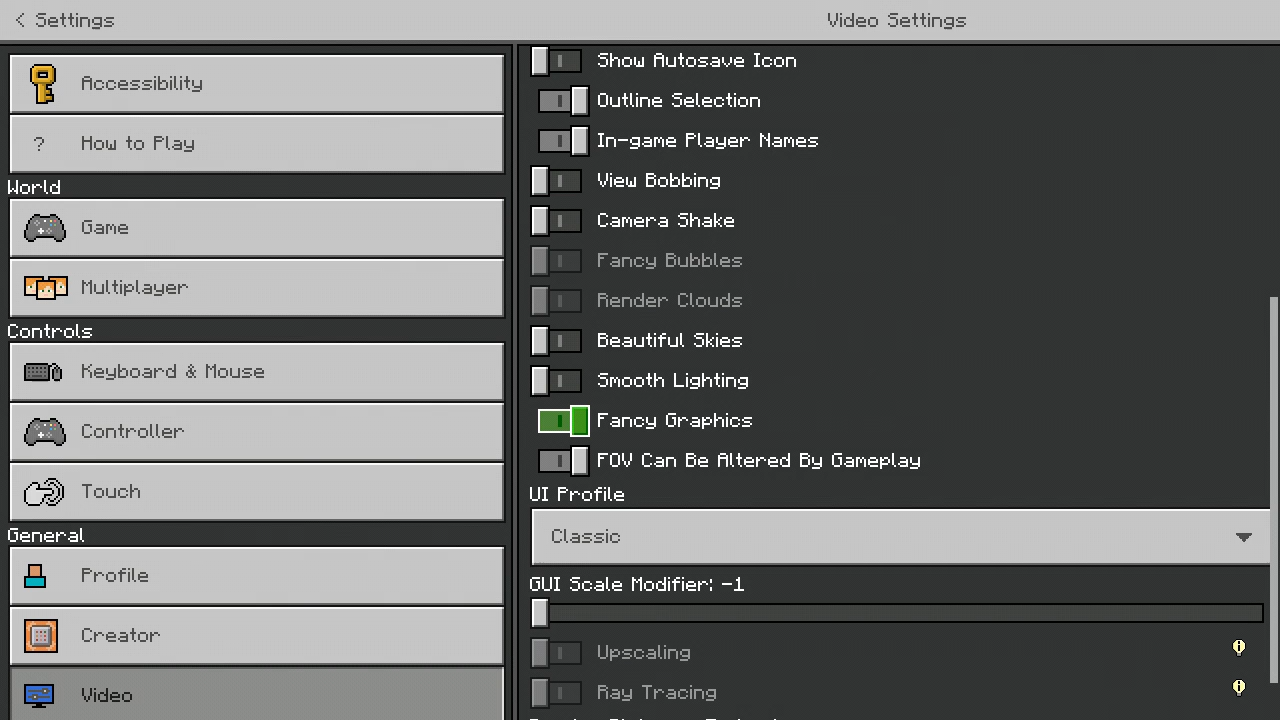 Settings
Video Settings
Accessibility
? How to Play
World
Game
Multiplayer
Controls
Keyboard & Mouse
Controller
Touch
General
Profile
Creator
Video
Show Autosave Icon
Outline Selection
In-game Player Names
View Bobbing
Camera Shake
Fancy Bubbles
Render Clouds
Beautiful Skies
Smooth Lighting
Fancy Graphics
FOV Can Be Altered By Gameplay
UI Profile
Classic
GUI Scale Modifier: -1
Upscaling
Ray Tracing